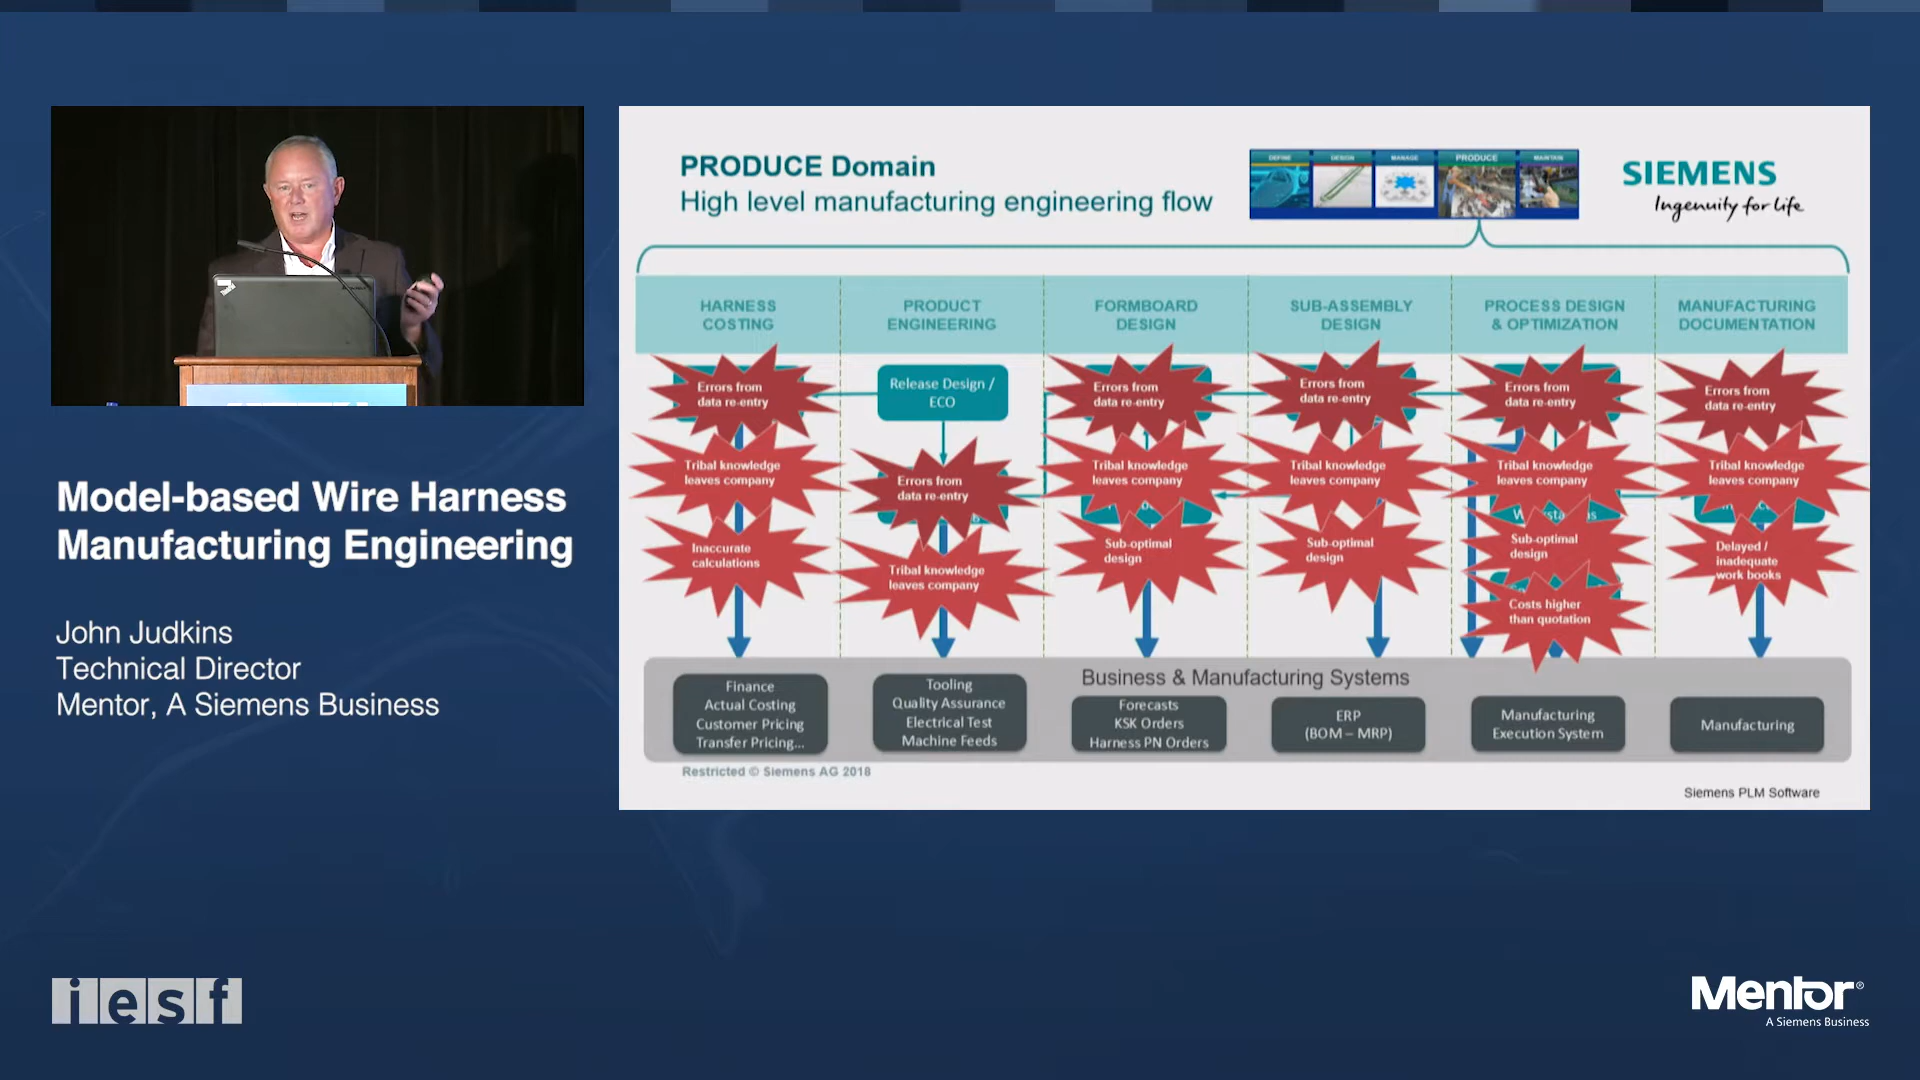 PRODUCE Domain
High level manufacturing engineering flow
DEFINE
DESIGN
MANAGE
PRODUCE
MAINTAIN
SIEMENS
Ingenuity for life
HARNESS
COSTING
PRODUCT
ENGINEERING
FORMBOARD
DESIGN
SUB-ASSEMBLY
DESIGN
PROCESS DESIGN
& OPTIMIZATION
MANUFACTURING
DOCUMENTATION
Errors from
data re-entry
Tribal knowledge
leaves company
Inaccurate
calculations
Release Design /
ECO
Errors from
data re-entry
Tribal knowledge
leaves company
Errors from
data re-entry
Tribal knowledge
leaves company
Sub-optimal
design
Errors from
data re-entry
Tribal knowledge
leaves company
Sub-optimal
design
Errors from
data re-entry
Tribal knowledge
leaves company
Sub-optimal
design
Costs higher
than quotation
Errors from
data re-entry
Tribal knowledge
leaves company
Delayed /
inadequate
work books
Business & Manufacturing Systems
Finance
Actual Costing
Customer Pricing
Transfer Pricing...
Tooling
Quality Assurance
Electrical Test
Machine Feeds
Forecasts
KSK Orders
Harness PN Orders
ERP
(BOM – MRP)
Manufacturing
Execution System
Manufacturing
Restricted © Siemens AG 2018
Siemens PLM Software
Model-based Wire Harness
Manufacturing Engineering
John Judkins
Technical Director
Mentor, A Siemens Business
iesf
Mentor®
A Siemens Business